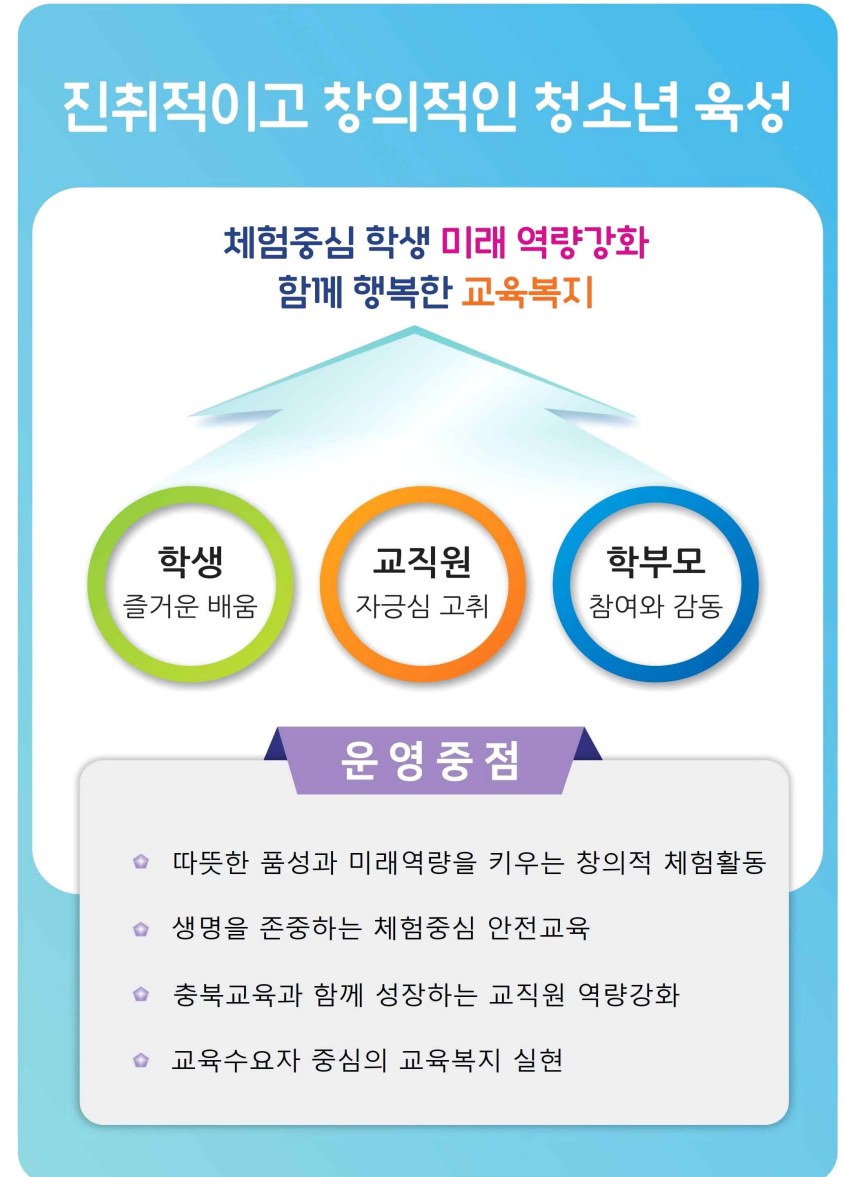 진취적이고 창의적인 청소년 육성
체험중심 학생 미래 역량강화
함께 행복한 교육복지
학생
즐거운 배움
교직원
자긍심 고취
학부모
참여와 감동
운영중점
따뜻한 품성과 미래역량을 키우는 창의적 체험활동
생명을 존중하는 체험중심 안전교육
충북교육과 함께 성장하는 교직원 역량강화
교육수요자 중심의 교육복지 실현